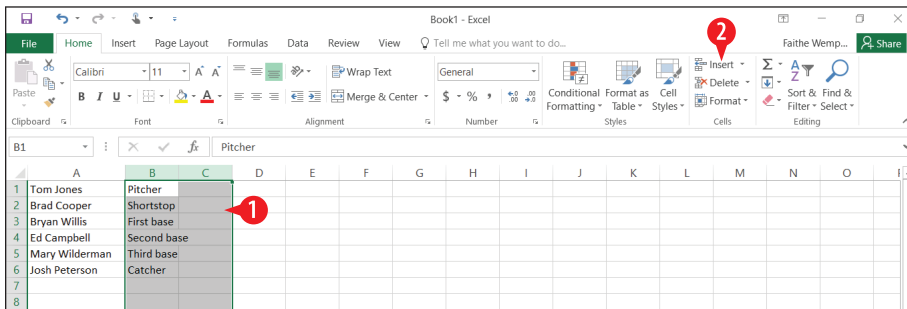 Book1 - Excel
File Home Insert Page Layout Formulas Data Review View Tell me what you want to do... Faithe Wemp... Share
2
Paste
Calibri 11 A A
B I U A
Wrap Text
Merge & Center
General
$ % , .0 .00 .00 .0
Conditional Formatting
Format as Table
Cell Styles
Insert
Delete
Format
Σ
A Z
Sort & Filter
Find & Select
Clipboard Font Alignment Number Styles Cells Editing
B1 fx Pitcher
A B C D E F G H I J K L M N O
1 Tom Jones Pitcher
2 Brad Cooper Shortstop
1
3 Bryan Willis First base
4 Ed Campbell Second base
5 Mary Wilderman Third base
6 Josh Peterson Catcher
7
8